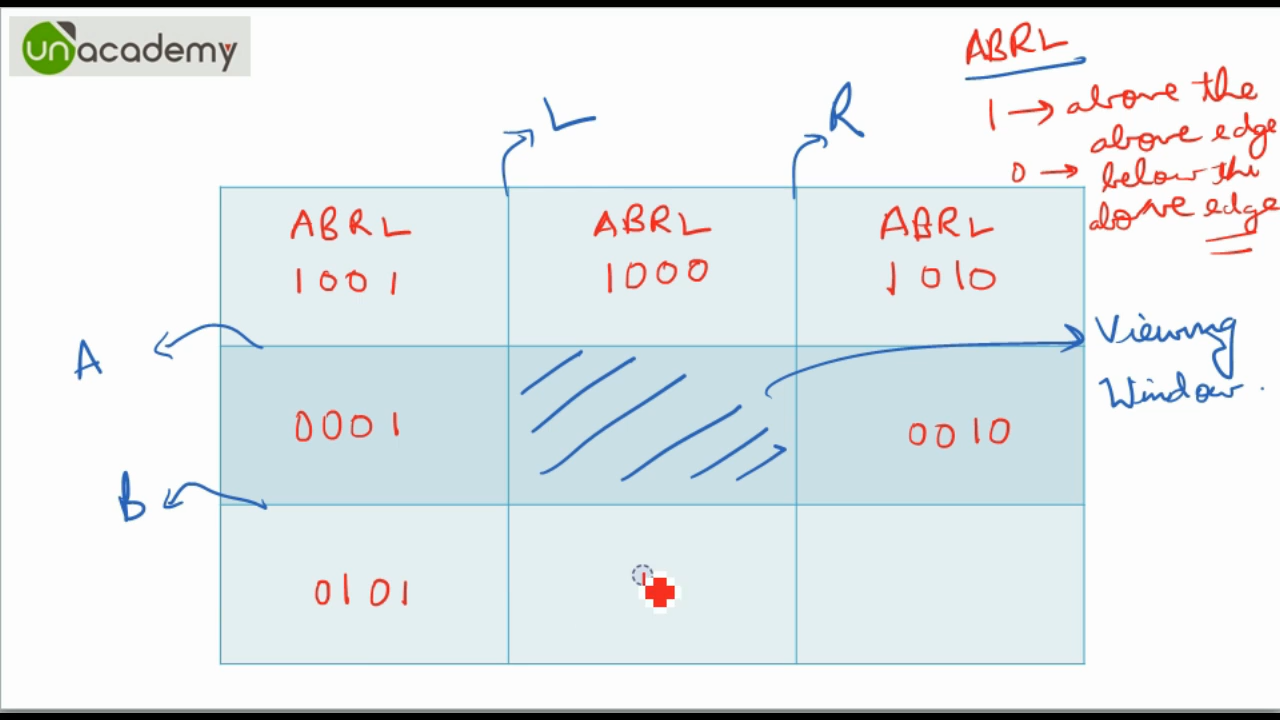 unacademy
ABRL
1 → above the
above edge
0 → below the
above edge
L
R
ABRL
1001
ABRL
1000
ABRL
1010
A
Viewing
Window.
0001
0010
B
0101